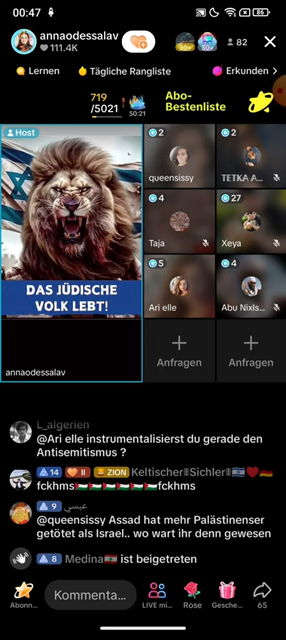 00:47
86
annaodessalav
111.4K
82
Lernen
Tägliche Rangliste
Erkunden >
719
/5021
50:21
Abo-
Bestenliste
Host
2
2
queensissy
TETKA A...
4
27
DAS JÜDISCHE
VOLK LEBT!
Taja
Xeya
5
4
Ari elle
Abu Nixls...
annaodessalav
Anfragen
Anfragen
L_algerien
@Ari elle instrumentalisierst du gerade den
Antisemitismus ?
14
II
ZION
Keltischer
Sichler
fckhms
fckhms
9
عيسي
@queensissy Assad hat mehr Palästinenser
getötet als Israel.. wo wart ihr denn gewesen
8
Medina
ist beigetreten
Kommenta...
Abonn...
LIVE mi...
Rose
Gesche...
65